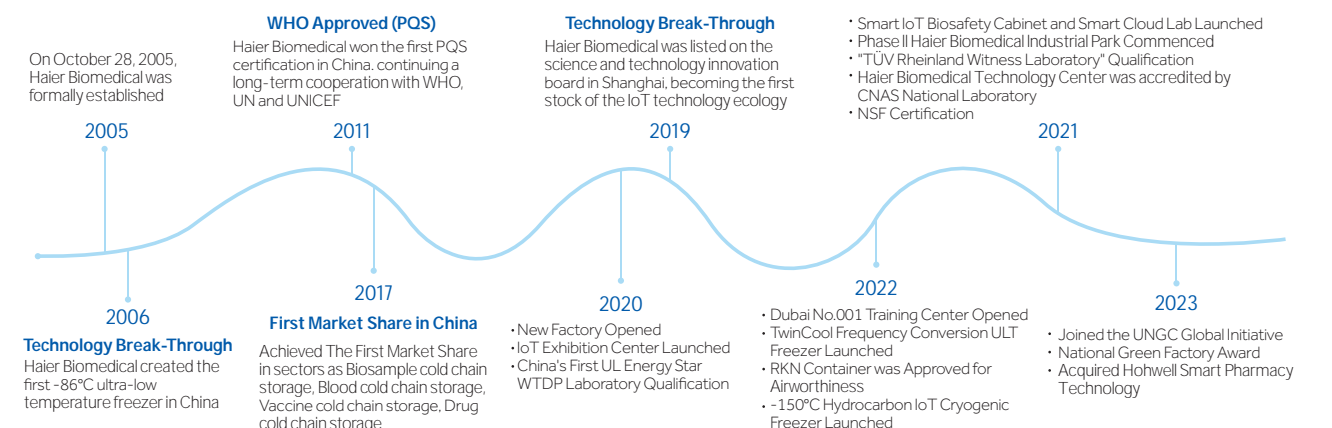 On October 28, 2005,
Haier Biomedical was
formally established
2005
2006
Technology Break-Through
Haier Biomedical created the
first -86°C ultra-low
temperature freezer in China
WHO Approved (PQS)
Haier Biomedical won the first PQS
certification in China. continuing a
long-term cooperation with WHO,
UN and UNICEF
2011
2017
First Market Share in China
Achieved The First Market Share
in sectors as Biosample cold chain
storage, Blood cold chain storage,
Vaccine cold chain storage, Drug
cold chain storage
Technology Break-Through
Haier Biomedical was listed on the
science and technology innovation
board in Shanghai, becoming the first
stock of the IoT technology ecology
2019
2020
· New Factory Opened
· IoT Exhibition Center Launched
· China's First UL Energy Star
WTDP Laboratory Qualification
· Smart IoT Biosafety Cabinet and Smart Cloud Lab Launched
· Phase II Haier Biomedical Industrial Park Commenced
· "TÜV Rheinland Witness Laboratory" Qualification
· Haier Biomedical Technology Center was accredited by
CNAS National Laboratory
· NSF Certification
2021
2022
· Dubai No.001 Training Center Opened
· TwinCool Frequency Conversion ULT
Freezer Launched
· RKN Container was Approved for
Airworthiness
· -150°C Hydrocarbon IoT Cryogenic
Freezer Launched
2023
· Joined the UNGC Global Initiative
· National Green Factory Award
· Acquired Hohwell Smart Pharmacy
Technology